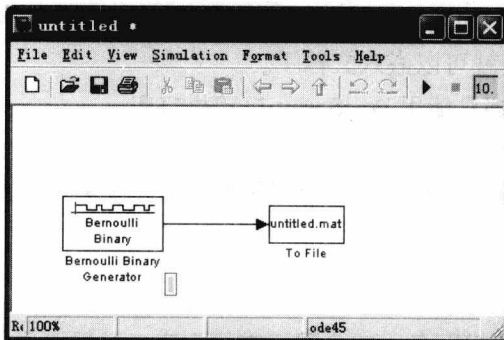 untitled *
File Edit View Simulation Format Tools Help
10.
Bernoulli
Binary
Bernoulli Binary
Generator
untitled.mat
To File
Re 100% ode45